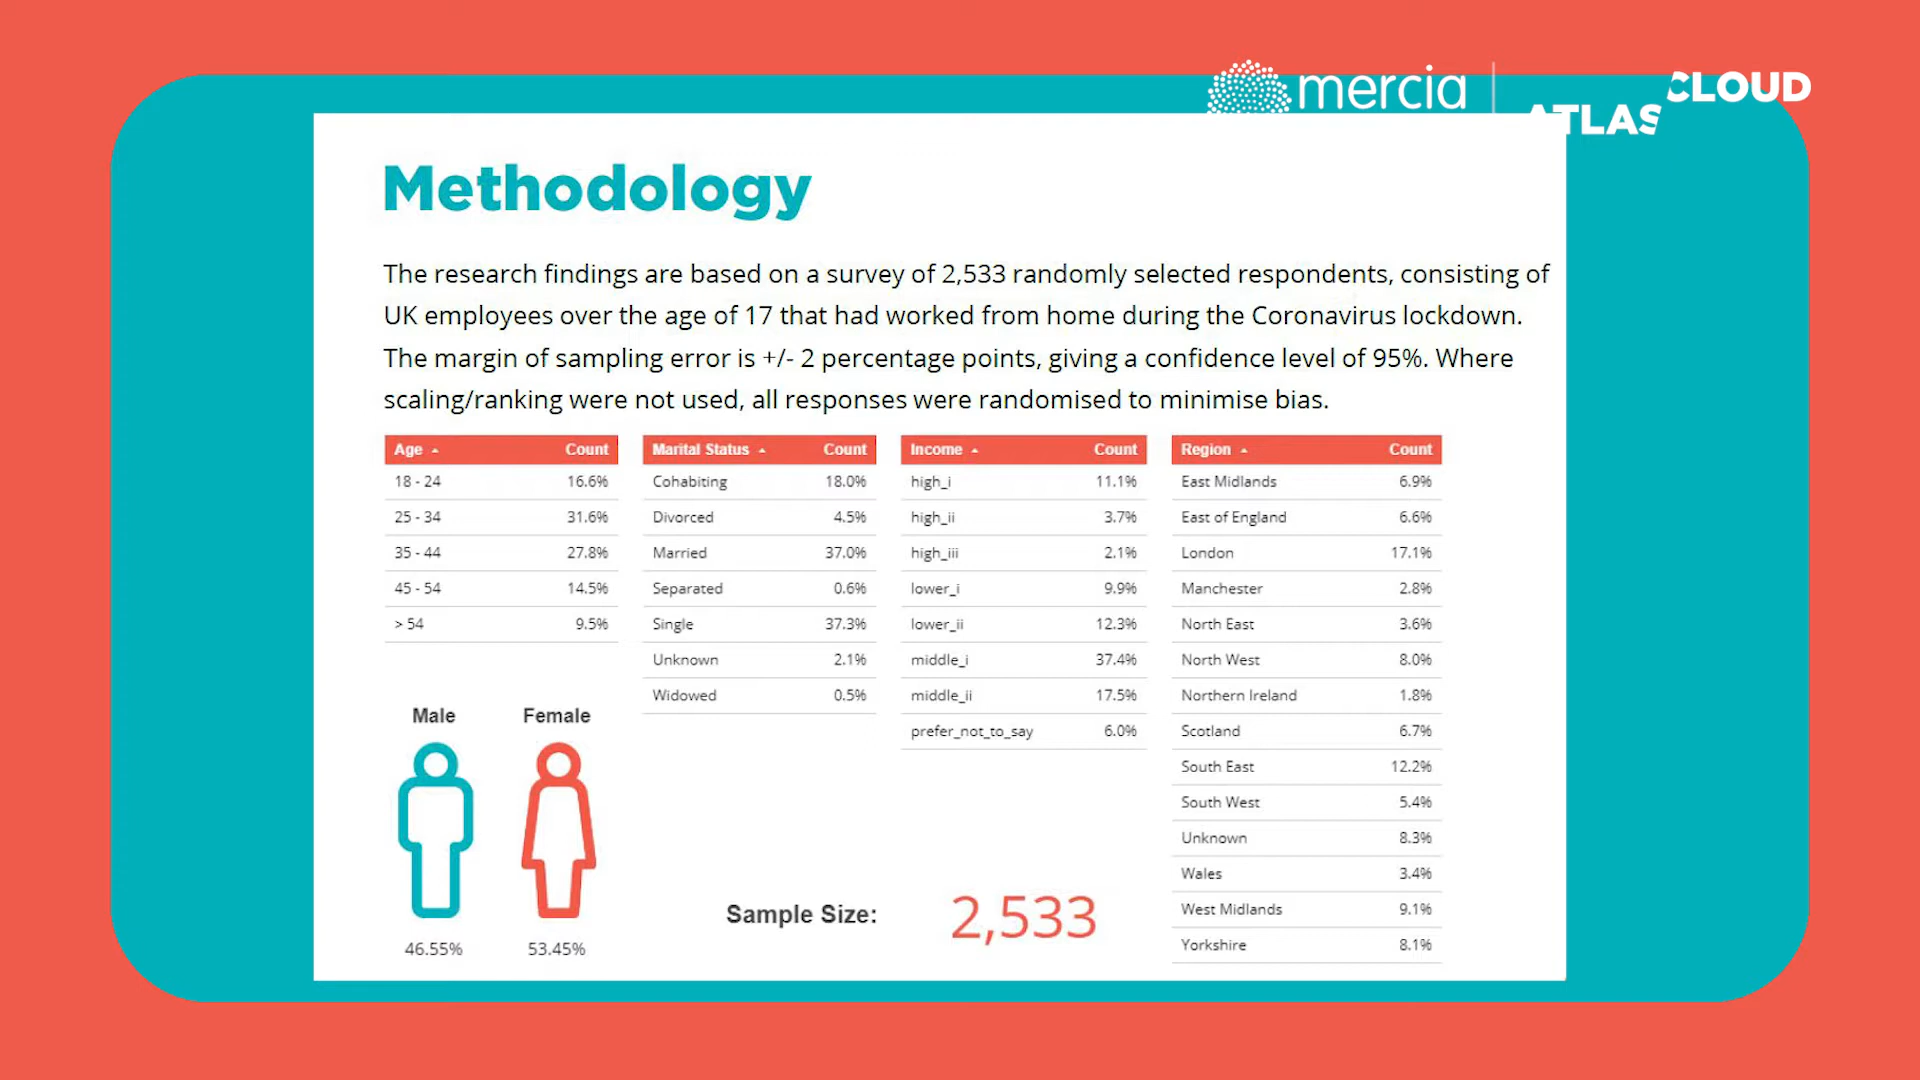 mercia
ATLAS CLOUD
Methodology
The research findings are based on a survey of 2,533 randomly selected respondents, consisting of
UK employees over the age of 17 that had worked from home during the Coronavirus lockdown.
The margin of sampling error is +/- 2 percentage points, giving a confidence level of 95%. Where
scaling/ranking were not used, all responses were randomised to minimise bias.
Age Count
18 - 24 16.6%
25 - 34 31.6%
35 - 44 27.8%
45 - 54 14.5%
> 54 9.5%
Male Female
46.55% 53.45%
Marital Status Count
Cohabiting 18.0%
Divorced 4.5%
Married 37.0%
Separated 0.6%
Single 37.3%
Unknown 2.1%
Widowed 0.5%
Income Count
high_i 11.1%
high_ii 3.7%
high_iii 2.1%
lower_i 9.9%
lower_ii 12.3%
middle_i 37.4%
middle_ii 17.5%
prefer_not_to_say 6.0%
Sample Size: 2,533
Region Count
East Midlands 6.9%
East of England 6.6%
London 17.1%
Manchester 2.8%
North East 3.6%
North West 8.0%
Northern Ireland 1.8%
Scotland 6.7%
South East 12.2%
South West 5.4%
Unknown 8.3%
Wales 3.4%
West Midlands 9.1%
Yorkshire 8.1%